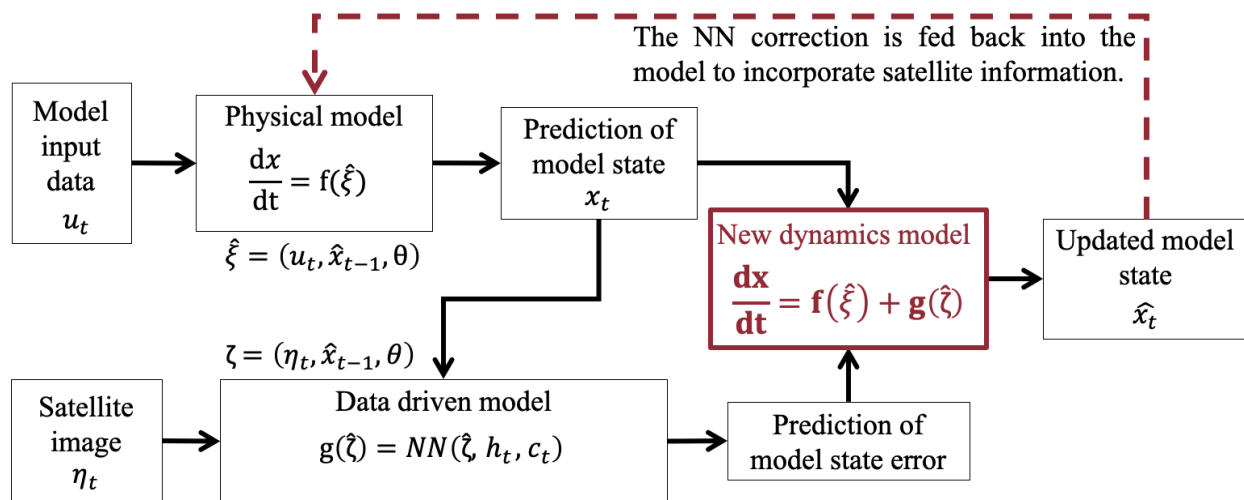 The NN correction is fed back into the
model to incorporate satellite information.
Model
input
data
u_t
Physical model
dx/dt = f(ξ̂)
ξ̂ = (u_t, x̂_{t−1}, θ)
Prediction of
model state
x_t
New dynamics model
dx/dt = f(ξ̂) + g(ζ̂)
Updated model
state
x̂_t
ζ = (η_t, x̂_{t−1}, θ)
Satellite
image
η_t
Data driven model
g(ζ̂) = NN(ζ̂, h_t, c_t)
Prediction of
model state error